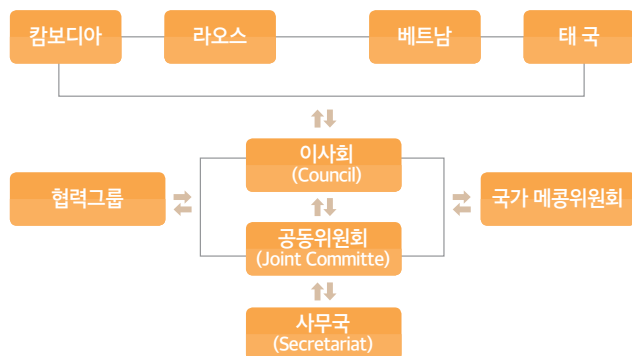 캄보디아
라오스
베트남
태 국
이사회
(Council)
협력그룹
국가 메콩위원회
공동위원회
(Joint Committe)
사무국
(Secretariat)